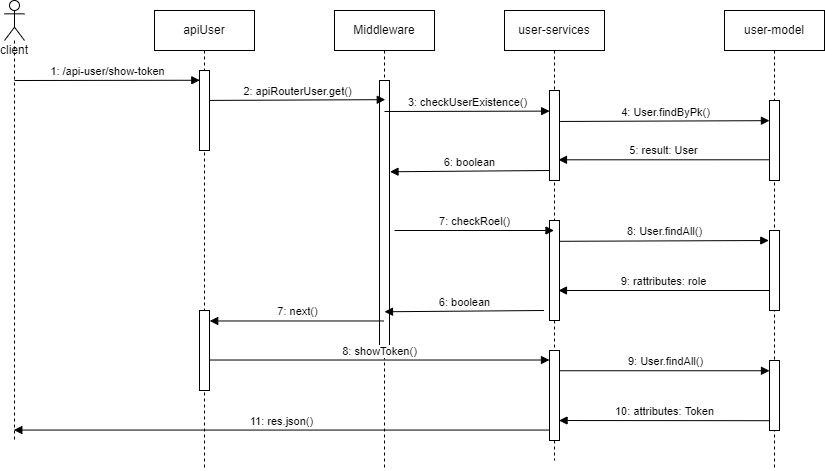 apiUser
Middleware
user-services
user-model
client
1: /api-user/show-token
2: apiRouterUser.get()
3: checkUserExistence()
4: User.findByPk()
5: result: User
6: boolean
7: checkRoel()
8: User.findAll()
9: rattributes: role
6: boolean
7: next()
8: showToken()
9: User.findAll()
10: attributes: Token
11: res.json()